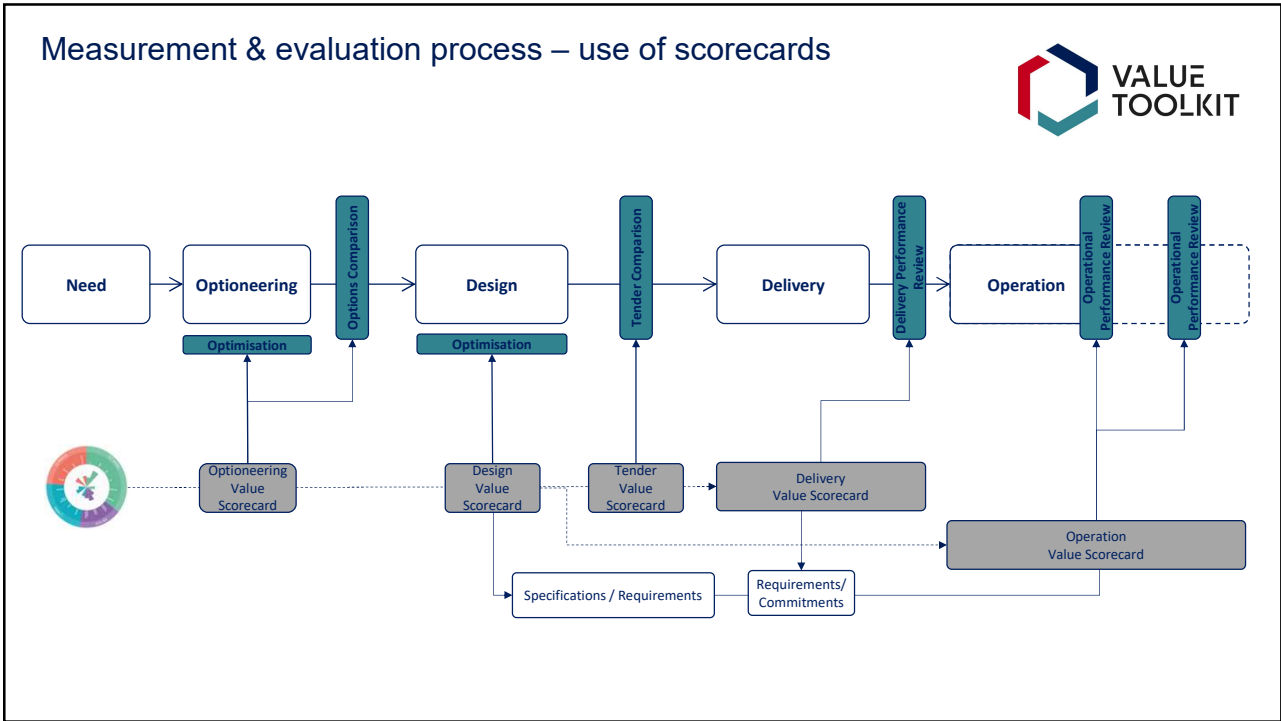 Measurement & evaluation process – use of scorecards
VALUE
TOOLKIT
Need
Optioneering
Options Comparison
Design
Tender Comparison
Delivery
Delivery Performance
Review
Operation
Operational
Performance Review
Operational
Performance Review
Optimisation
Optimisation
Optioneering
Value
Scorecard
Design
Value
Scorecard
Tender
Value
Scorecard
Delivery
Value Scorecard
Operation
Value Scorecard
Specifications / Requirements
Requirements/
Commitments